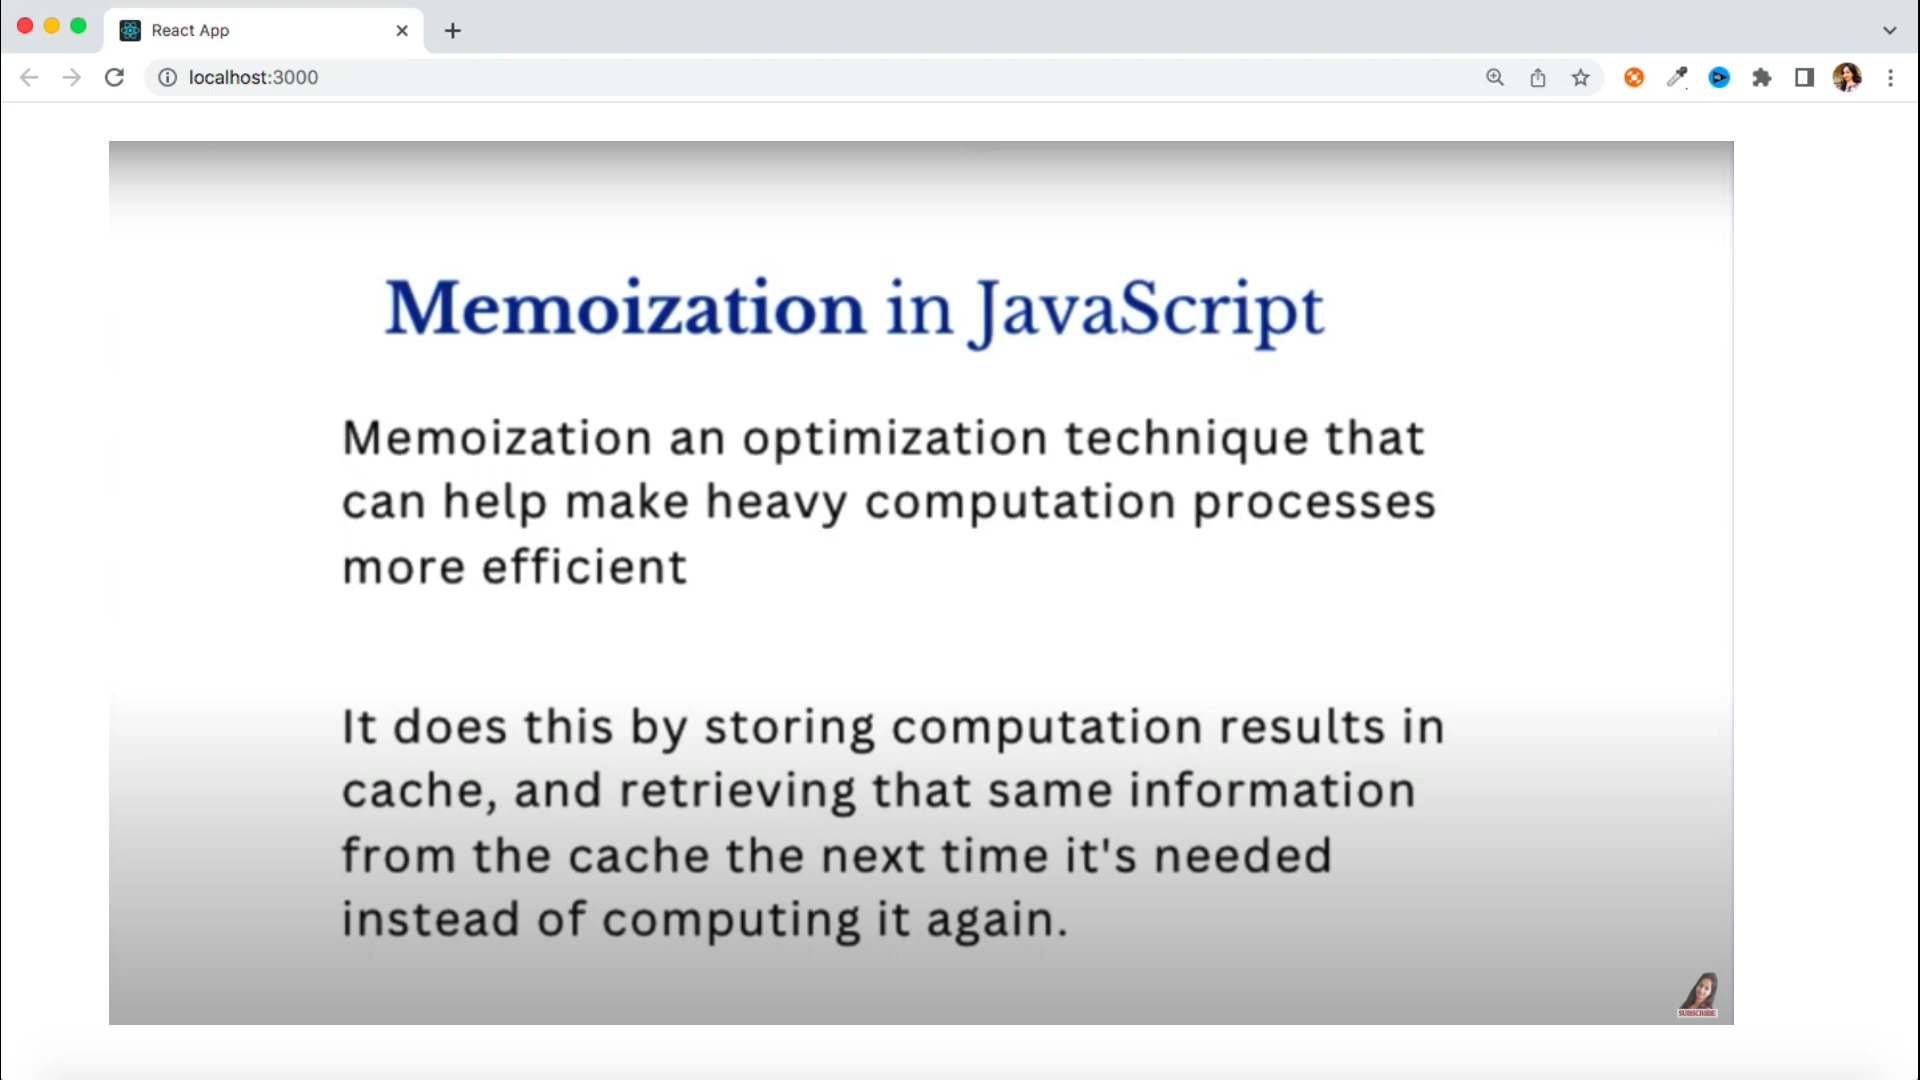 React App
localhost:3000
Memoization in JavaScript
Memoization an optimization technique that
can help make heavy computation processes
more efficient
It does this by storing computation results in
cache, and retrieving that same information
from the cache the next time it's needed
instead of computing it again.
SUBSCRIBE